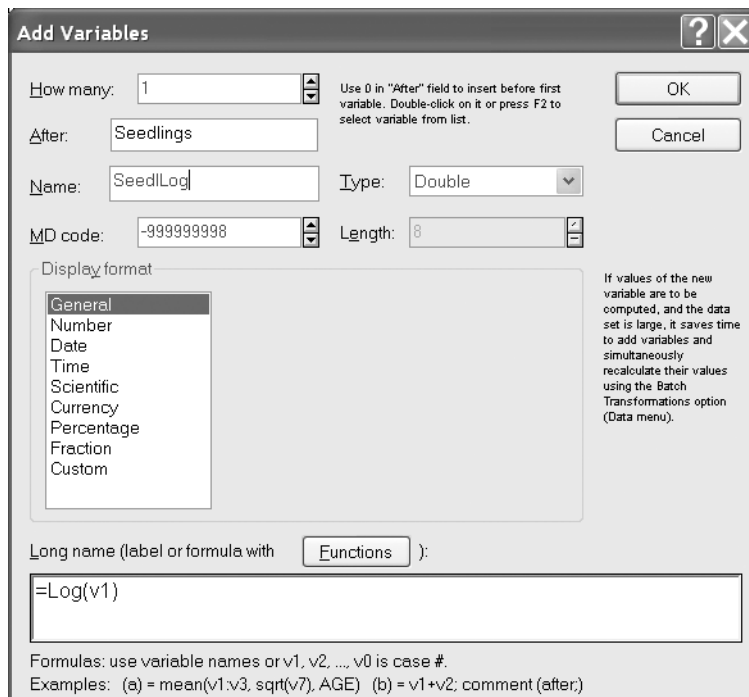 Add Variables
How many: 1
Use 0 in "After" field to insert before first
variable. Double-click on it or press F2 to
select variable from list.
OK
After: Seedlings
Cancel
Name: SeedlLog
Type: Double
MD code: -999999998
Length: 8
Display format
General
Number
Date
Time
Scientific
Currency
Percentage
Fraction
Custom
If values of the new
variable are to be
computed, and the data
set is large, it saves time
to add variables and
simultaneously
recalculate their values
using the Batch
Transformations option
(Data menu).
Long name (label or formula with Functions ):
=Log(v1)
Formulas: use variable names or v1, v2, ..., v0 is case #.
Examples: (a) = mean(v1:v3, sqrt(v7), AGE) (b) = v1+v2; comment (after;)